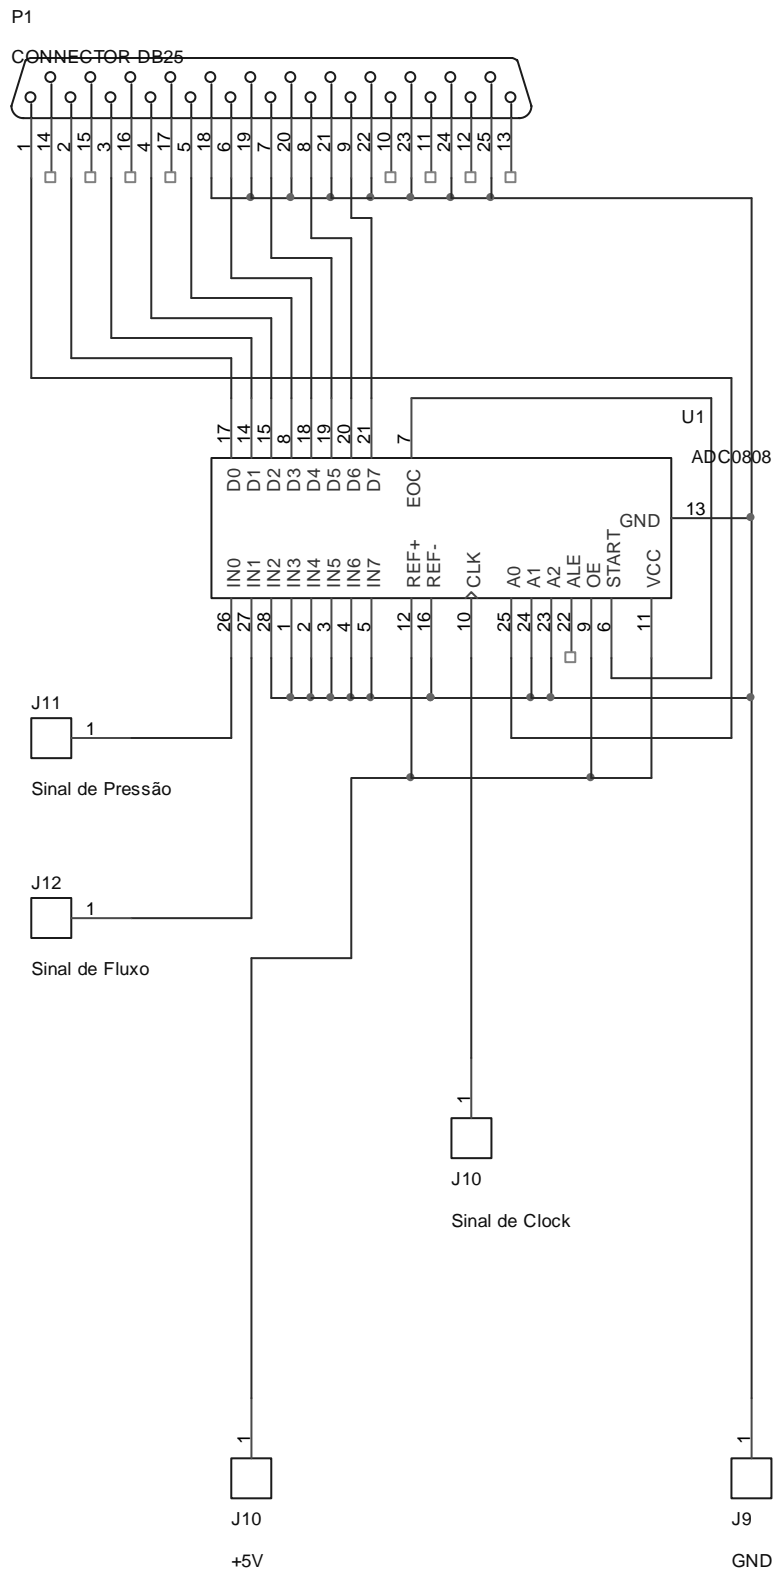 P1
CONNECTOR DB25
1 14 2 15 3 16 4 17 5 18 6 19 7 20 8 21 9 22 10 23 11 24 12 25 13
17 14 15 8 18 19 20 21 7
U1
ADC0808
D0 D1 D2 D3 D4 D5 D6 D7 EOC
GND 13
IN0 IN1 IN2 IN3 IN4 IN5 IN6 IN7 REF+ REF- CLK A0 A1 A2 ALE OE START VCC
26 27 28 1 2 3 4 5 12 16 10 25 24 23 22 9 6 11
J11
1
Sinal de Pressão
J12
1
Sinal de Fluxo
1
J10
Sinal de Clock
1 1
J10 J9
+5V GND